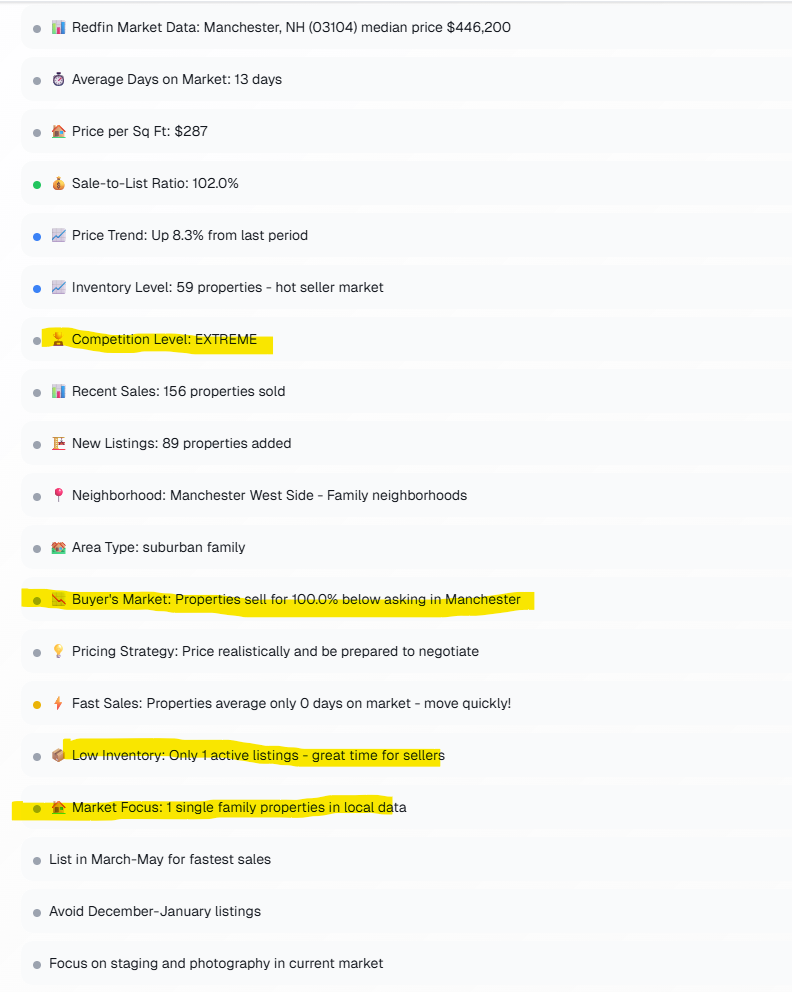 Redfin Market Data: Manchester, NH (03104) median price $446,200
Average Days on Market: 13 days
Price per Sq Ft: $287
Sale-to-List Ratio: 102.0%
Price Trend: Up 8.3% from last period
Inventory Level: 59 properties - hot seller market
Competition Level: EXTREME
Recent Sales: 156 properties sold
New Listings: 89 properties added
Neighborhood: Manchester West Side - Family neighborhoods
Area Type: suburban family
Buyer's Market: Properties sell for 100.0% below asking in Manchester
Pricing Strategy: Price realistically and be prepared to negotiate
Fast Sales: Properties average only 0 days on market - move quickly!
Low Inventory: Only 1 active listings - great time for sellers
Market Focus: 1 single family properties in local data
List in March-May for fastest sales
Avoid December-January listings
Focus on staging and photography in current market